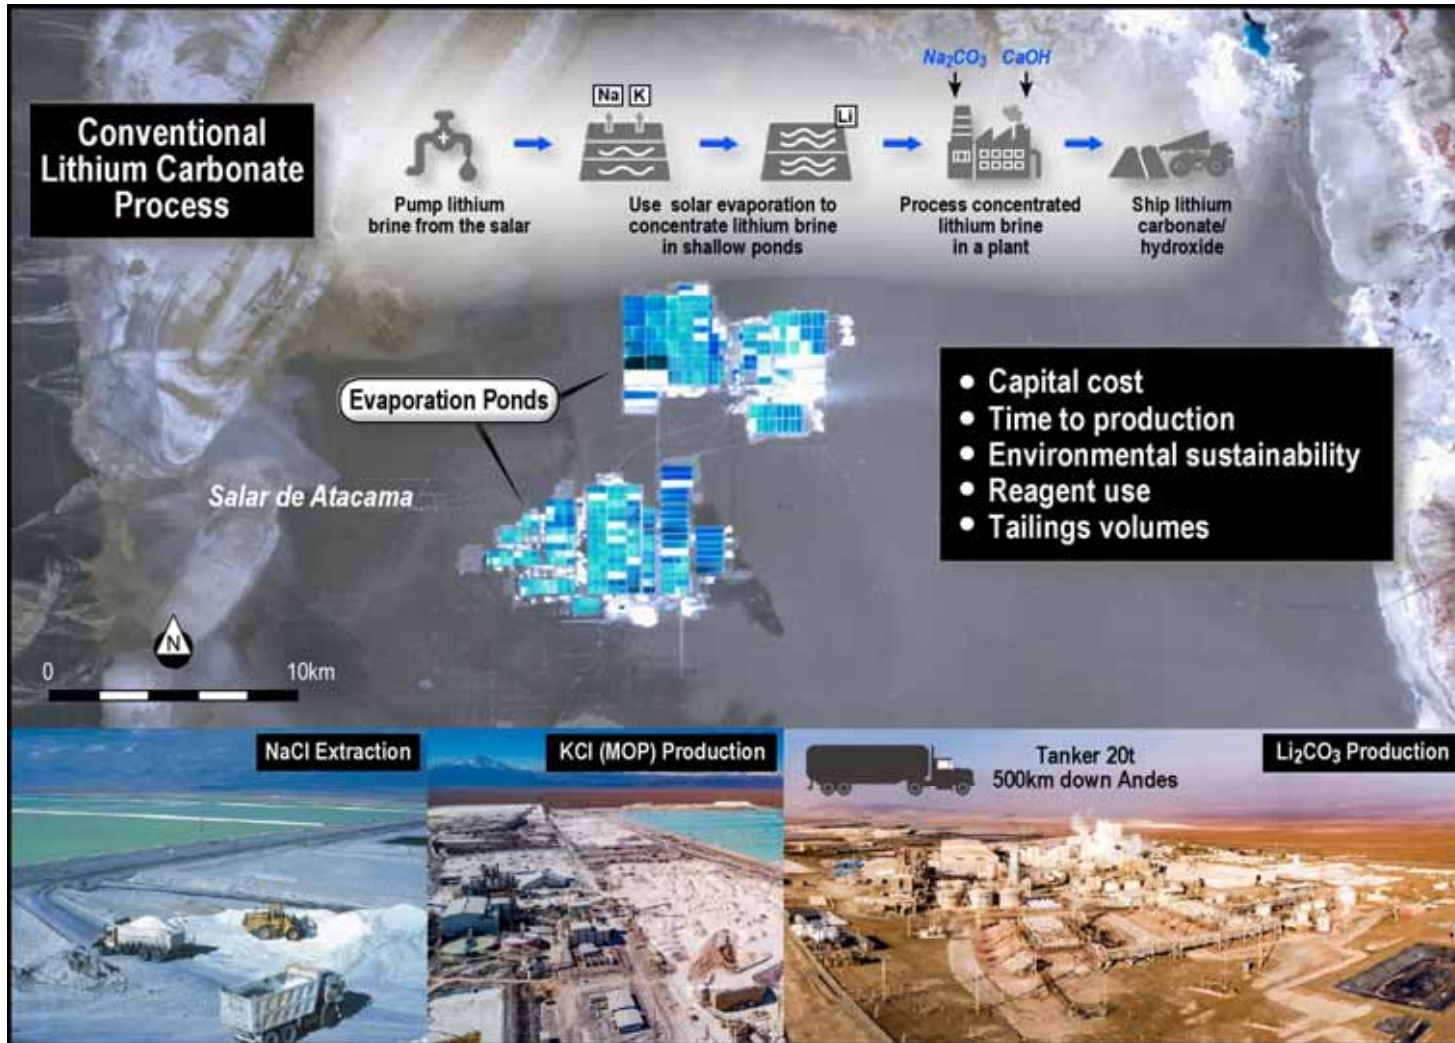 Conventional
Lithium Carbonate
Process
Na₂CO₃ CaOH
Na K
Li
Pump lithium
brine from the salar
Use solar evaporation to
concentrate lithium brine
in shallow ponds
Process concentrated
lithium brine
in a plant
Ship lithium
carbonate/
hydroxide
Evaporation Ponds
Salar de Atacama
• Capital cost
• Time to production
• Environmental sustainability
• Reagent use
• Tailings volumes
N
0 10km
NaCl Extraction
KCl (MOP) Production
Tanker 20t
500km down Andes
Li₂CO₃ Production